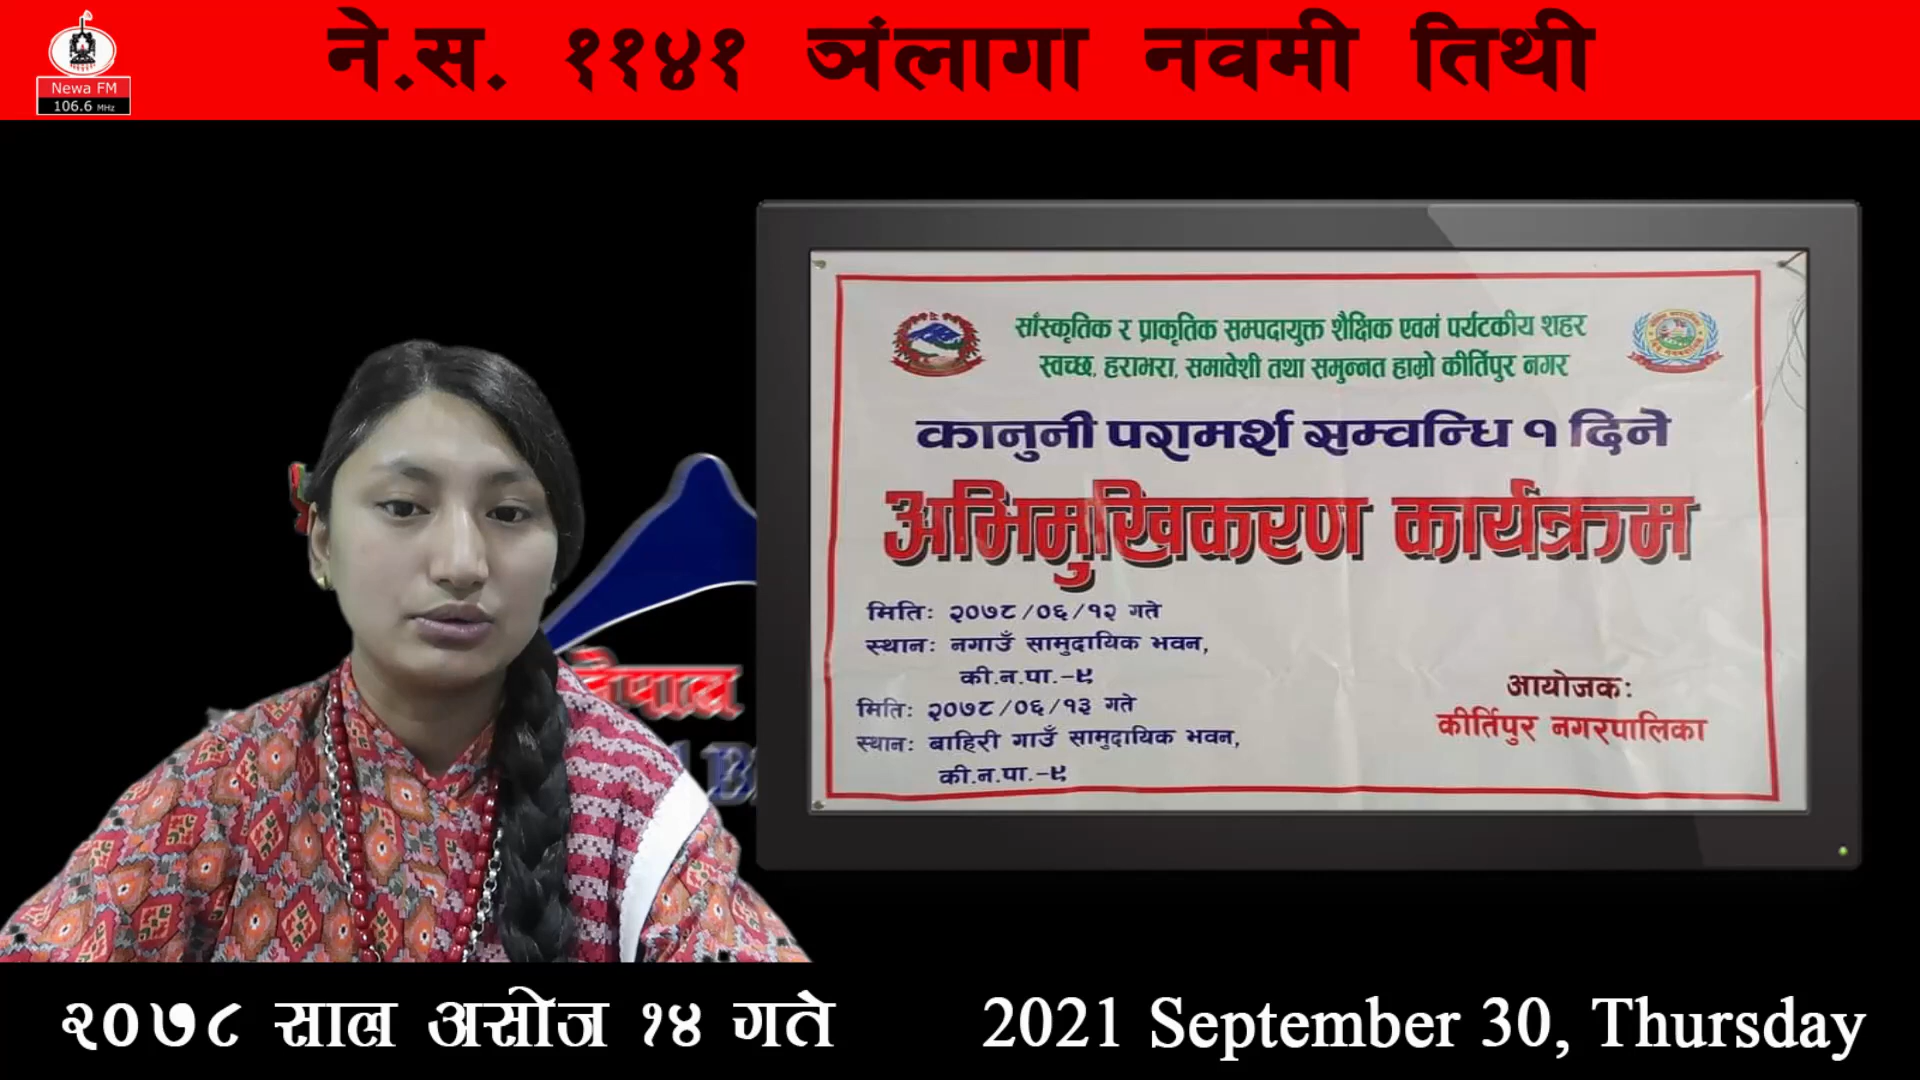 ने.स. ११४१ ञंलागा नवमी तिथी
Newa FM
106.6 MHz
साँस्कृतिक र प्राकृतिक सम्पदायुक्त शैक्षिक एवमं पर्यटकीय शहर
स्वच्छ, हराभरा, समावेशी तथा समुन्नत हाम्रो कीर्तिपुर नगर
कानुनी परामर्श सम्वन्धि १ दिने
अभिमुखिकरण कार्यक्रम
मितिः २०७८/०६/१२ गते
स्थानः नगाउँ सामुदायिक भवन,
की.न.पा.-९
मितिः २०७८/०६/१३ गते
स्थानः बाहिरी गाउँ सामुदायिक भवन,
की.न.पा.-९
आयोजकः
कीर्तिपुर नगरपालिका
नेपाल
२०७८ साल असोज १४ गते
2021 September 30, Thursday